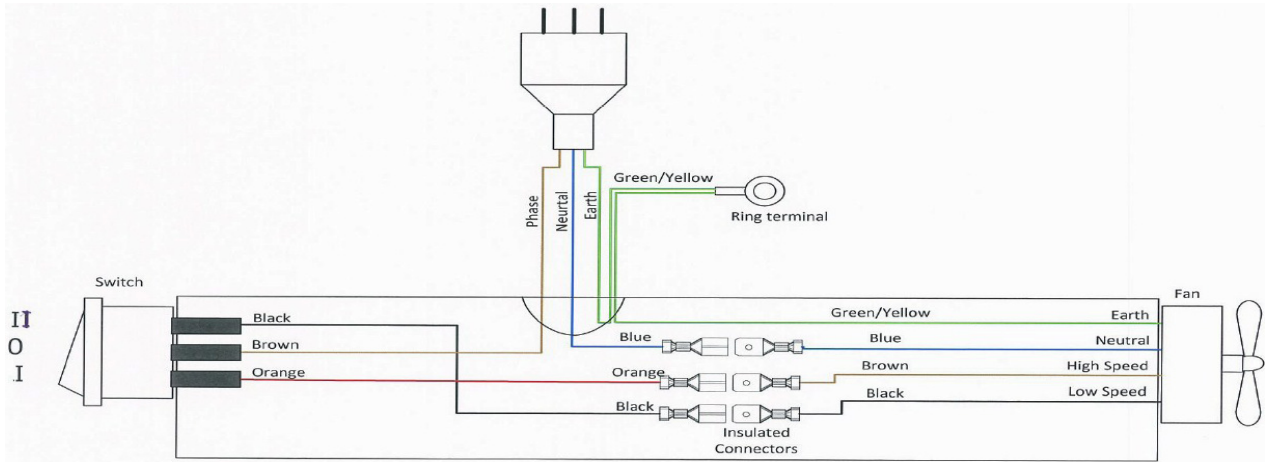 Green/Yellow
Phase
Neurtal
Earth
Ring terminal
Switch
Fan
II
O
I
Black
Brown
Orange
Green/Yellow
Earth
Blue
Blue
Neutral
Orange
Brown
High Speed
Black
Black
Low Speed
Insulated
Connectors